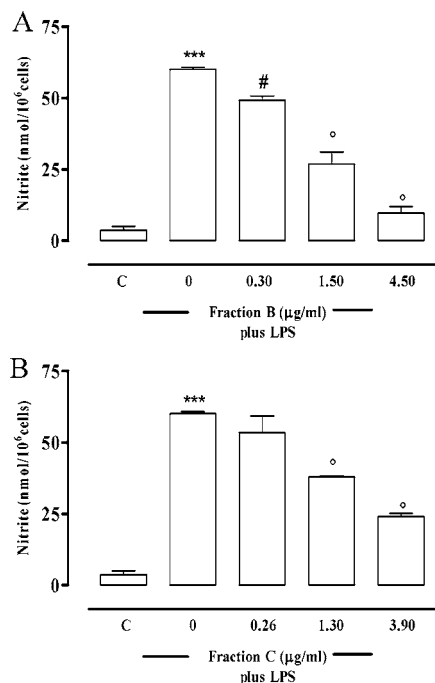 A
75
***
#
50
°
25
°
0
Nitrite (nmol/10⁶cells)
C 0 0.30 1.50 4.50
Fraction B (µg/ml)
plus LPS
B
75
***
50
°
25
°
0
Nitrite (nmol/10⁶cells)
C 0 0.26 1.30 3.90
Fraction C (µg/ml)
plus LPS